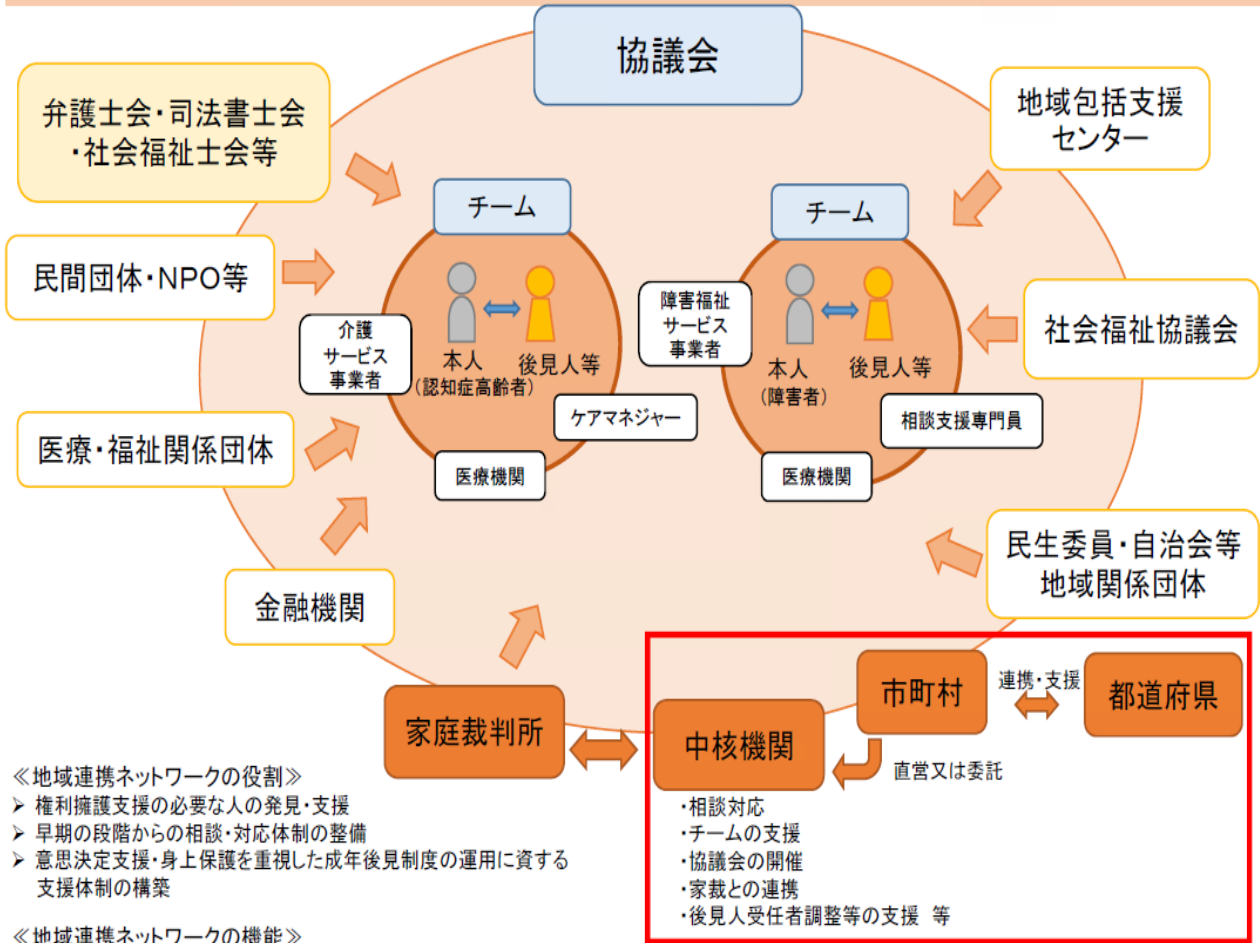 協議会
弁護士会・司法書士会
・社会福祉士会等
地域包括支援
センター
チーム
チーム
民間団体・NPO等
介護
サービス
事業者
本人
(認知症高齢者)
後見人等
ケアマネジャー
医療機関
障害福祉
サービス
事業者
本人
(障害者)
後見人等
相談支援専門員
医療機関
社会福祉協議会
医療・福祉関係団体
金融機関
民生委員・自治会等
地域関係団体
家庭裁判所
中核機関
市町村
連携・支援
都道府県
直営又は委託
・相談対応
・チームの支援
・協議会の開催
・家裁との連携
・後見人受任者調整等の支援 等
≪地域連携ネットワークの役割≫
➢ 権利擁護支援の必要な人の発見・支援
➢ 早期の段階からの相談・対応体制の整備
➢ 意思決定支援・身上保護を重視した成年後見制度の運用に資する
支援体制の構築
≪地域連携ネットワークの機能≫